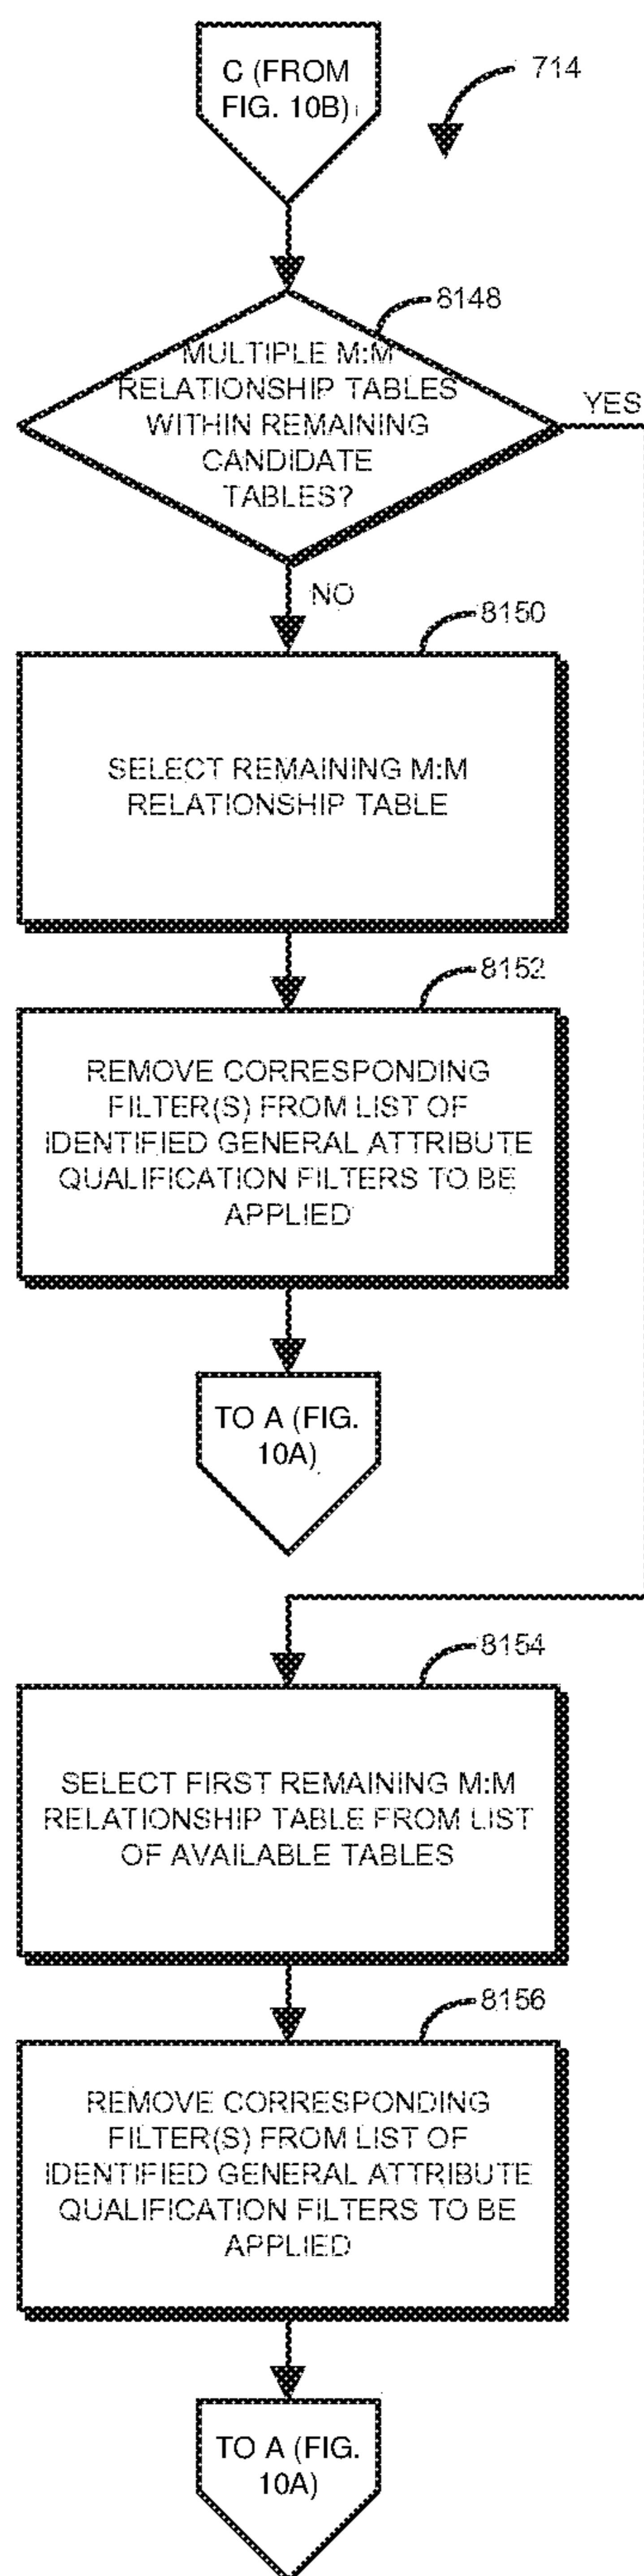 C (FROM
FIG. 10B)
714
8148
MULTIPLE M:M
RELATIONSHIP TABLES
WITHIN REMAINING
CANDIDATE
TABLES?
YES
NO
8150
SELECT REMAINING M:M
RELATIONSHIP TABLE
8152
REMOVE CORRESPONDING
FILTER(S) FROM LIST OF
IDENTIFIED GENERAL ATTRIBUTE
QUALIFICATION FILTERS TO BE
APPLIED
TO A (FIG.
10A)
8154
SELECT FIRST REMAINING M:M
RELATIONSHIP TABLE FROM LIST
OF AVAILABLE TABLES
8156
REMOVE CORRESPONDING
FILTER(S) FROM LIST OF
IDENTIFIED GENERAL ATTRIBUTE
QUALIFICATION FILTERS TO BE
APPLIED
TO A (FIG.
10A)